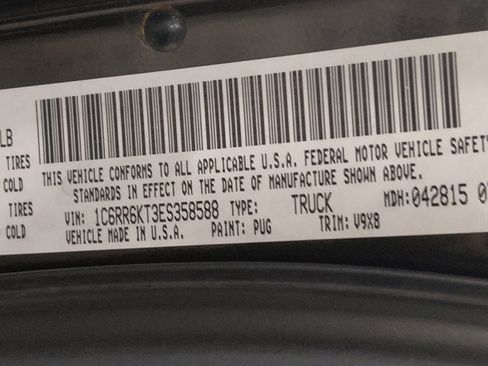 LB
TIRES
COLD
TIRES
COLD
THIS VEHICLE CONFORMS TO ALL APPLICABLE U.S.A. FEDERAL MOTOR VEHICLE SAFETY
STANDARDS IN EFFECT ON THE DATE OF MANUFACTURE SHOWN ABOVE.
VIN: 1C6RR6KT3ES358588 TYPE: TRUCK MDH:042815 0
VEHICLE MADE IN U.S.A. PAINT: PUG TRIM: V9X8